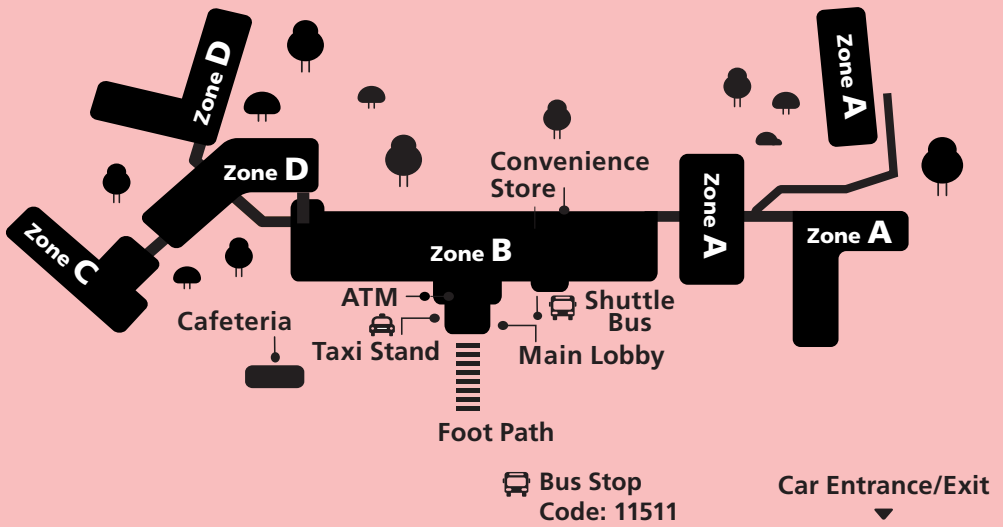 Zone D
Zone A
Convenience
Store
Zone D
Zone A
Zone C
Zone B
Zone A
ATM
Shuttle
Bus
Cafeteria
Taxi Stand
Main Lobby
Foot Path
Bus Stop
Code: 11511
Car Entrance/Exit